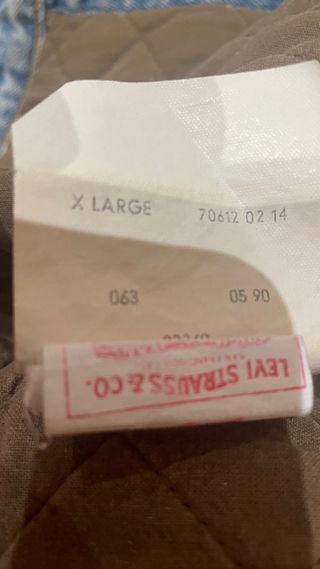 X LARGE 70612 02 14
063 05 90
LEVI STRAUSS & CO.